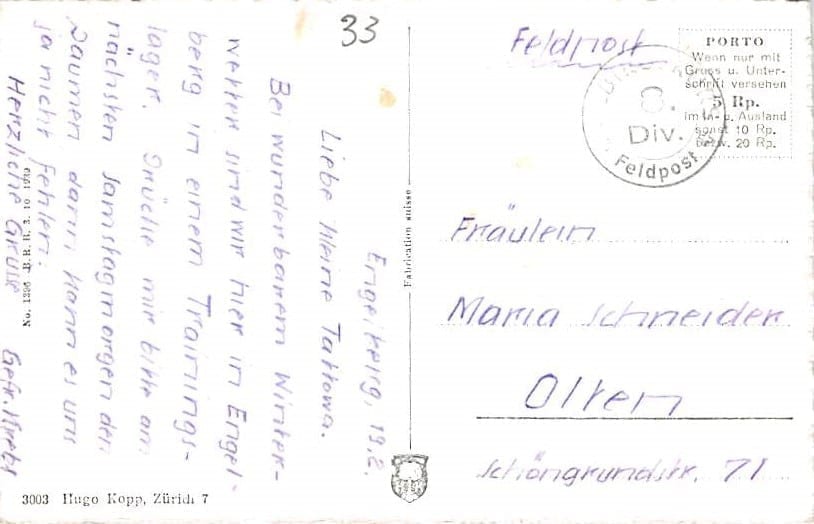 33
Engelberg, 19.2.
Liebe kleine Tattowa.
Bei wunderbarem Winter-
wetter sind wir hier in Engel-
berg in einem Trainings-
lager. Drücke mir bitte am
nächsten Samstagmorgen den
Daumen dann kann es uns
ja nicht fehlen.
Herzliche Grüsse
Gefr.
No. 1396 B.R.B. 3. 10. 1939
3003 Hugo Kopp, Zürich 7
Fabrication suisse
Feldpost
PORTO
Wenn nur mit
Gruss u. Unter-
schrift versehen
5 Rp.
im In- u. Ausland
sonst 10 Rp.
bezw. 20 Rp.
8.
Div.
Feldpost
Fräulein
Maria Schneider
Olten
Schöngrundstr. 71